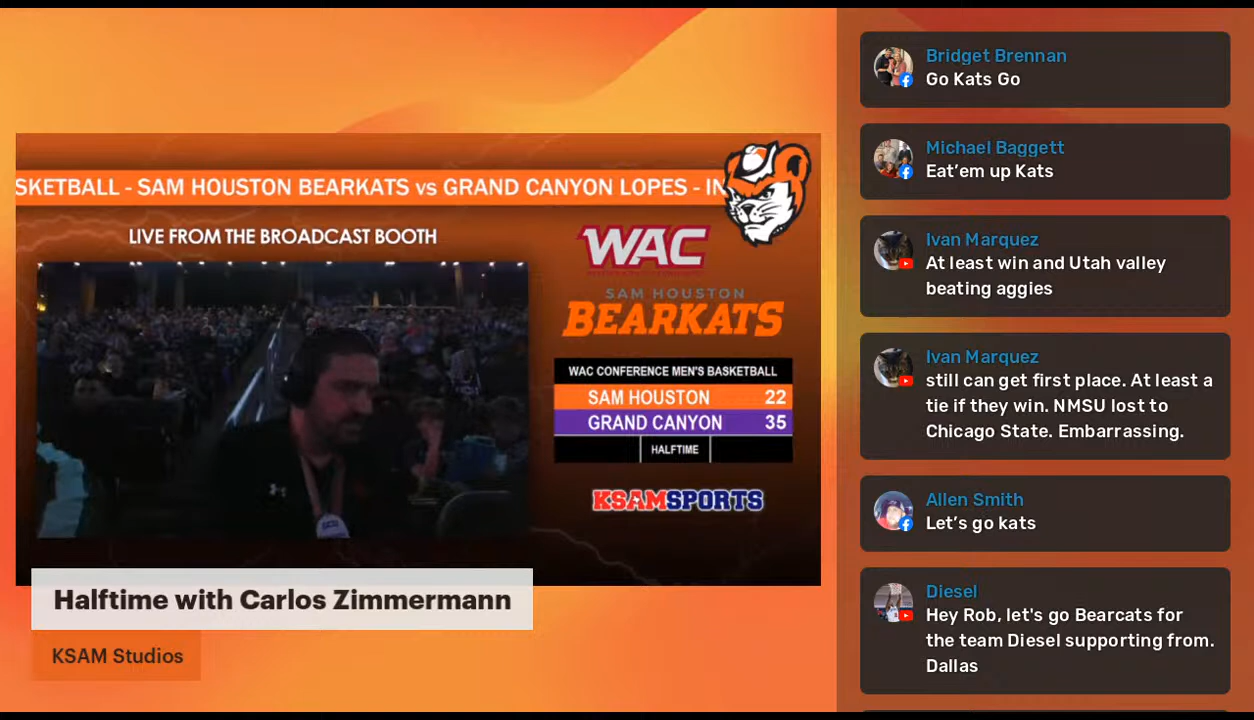 SKETBALL - SAM HOUSTON BEARKATS vs GRAND CANYON LOPES - IN
LIVE FROM THE BROADCAST BOOTH
WAC
SAM HOUSTON
BEARKATS
WAC CONFERENCE MEN'S BASKETBALL
SAM HOUSTON 22
GRAND CANYON 35
HALFTIME
KSAMSPORTS
Halftime with Carlos Zimmermann
KSAM Studios
Bridget Brennan
Go Kats Go
Michael Baggett
Eat’em up Kats
Ivan Marquez
At least win and Utah valley
beating aggies
Ivan Marquez
still can get first place. At least a
tie if they win. NMSU lost to
Chicago State. Embarrassing.
Allen Smith
Let’s go kats
Diesel
Hey Rob, let's go Bearcats for
the team Diesel supporting from.
Dallas